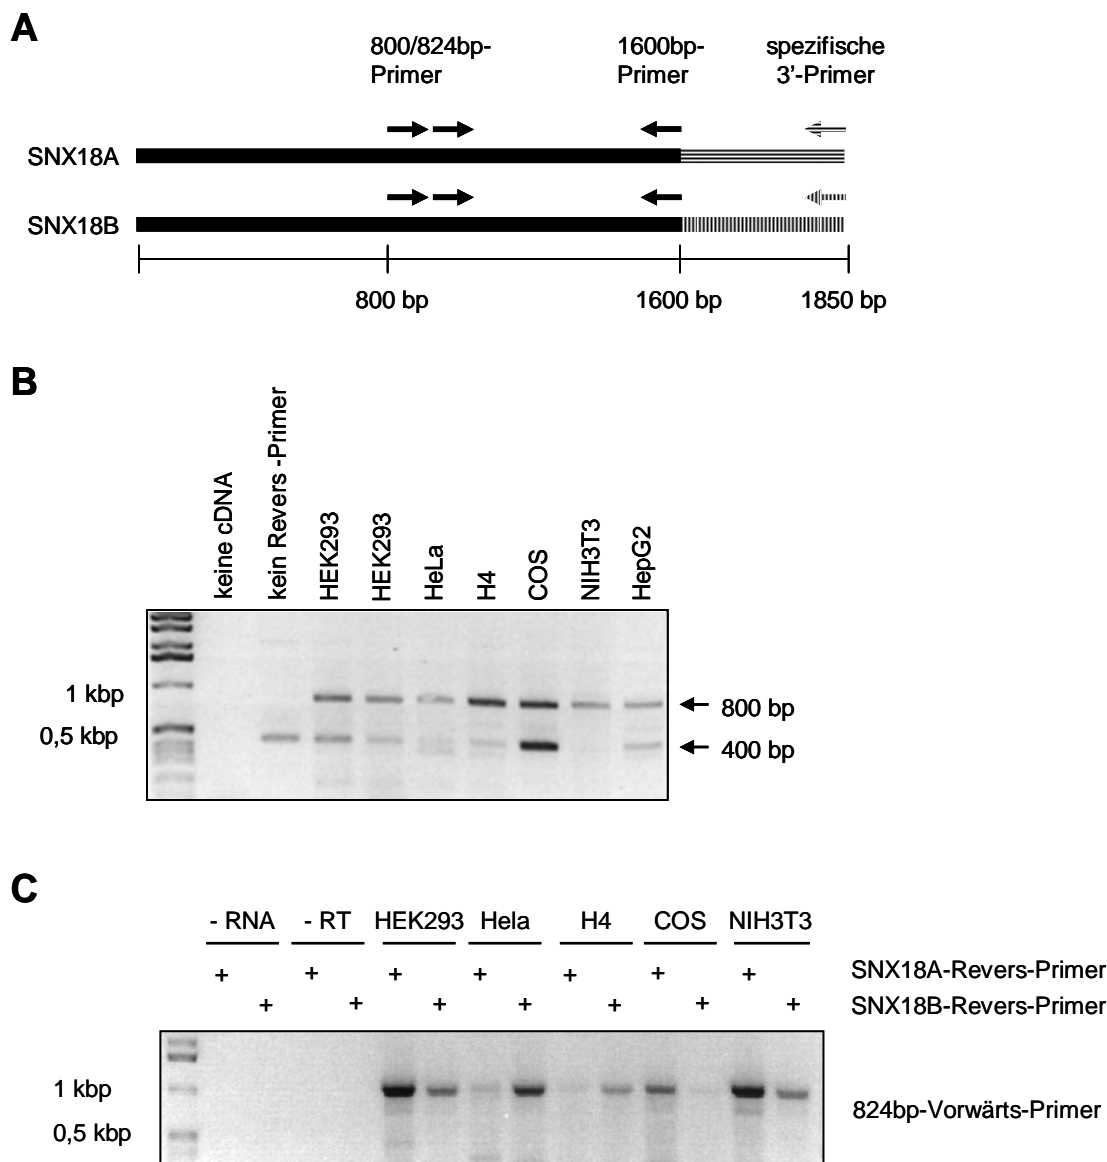 A
800/824bp-
Primer
1600bp-
Primer
spezifische
3'-Primer
SNX18A
SNX18B
800 bp
1600 bp
1850 bp
B
keine cDNA
kein Revers -Primer
HEK293
HEK293
HeLa
H4
COS
NIH3T3
HepG2
1 kbp
0,5 kbp
800 bp
400 bp
C
- RNA
- RT
HEK293
Hela
H4
COS
NIH3T3
+ + + + + + +
SNX18A-Revers-Primer
+ + + + + + +
SNX18B-Revers-Primer
1 kbp
0,5 kbp
824bp-Vorwärts-Primer